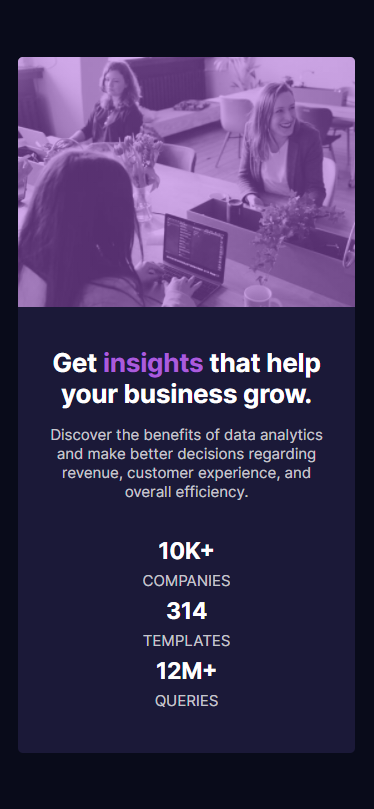 Get insights that help
your business grow.
Discover the benefits of data analytics
and make better decisions regarding
revenue, customer experience, and
overall efficiency.
10K+
COMPANIES
314
TEMPLATES
12M+
QUERIES